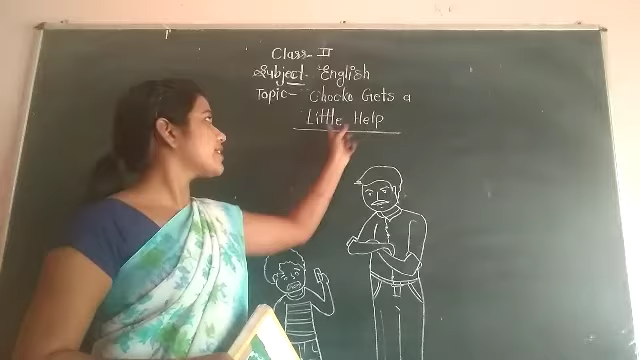 Class- II
Subject- English
Topic- Chocko Gets a
Little Help